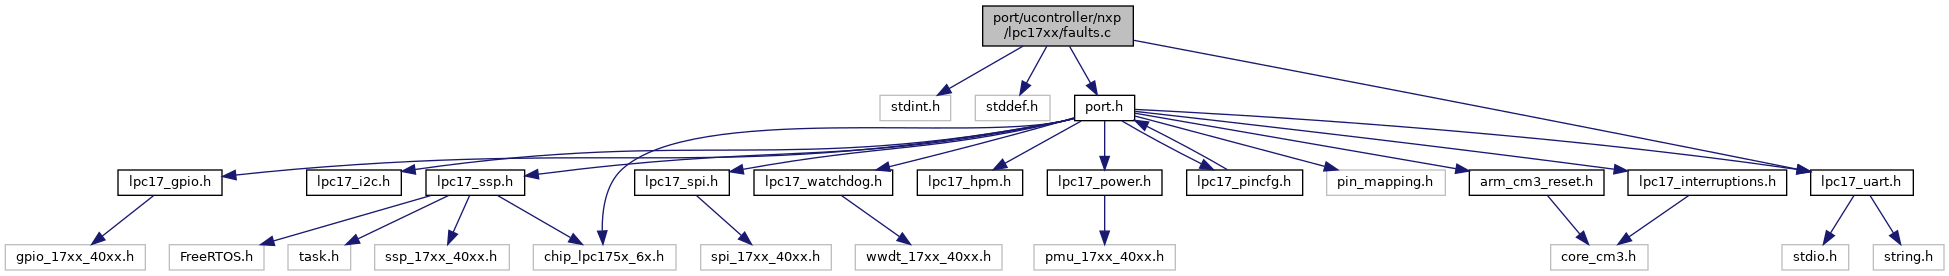 port/ucontroller/nxp
/lpc17xx/faults.c
stdint.h
stddef.h
port.h
lpc17_gpio.h
lpc17_i2c.h
lpc17_ssp.h
lpc17_spi.h
lpc17_watchdog.h
lpc17_hpm.h
lpc17_power.h
lpc17_pincfg.h
pin_mapping.h
arm_cm3_reset.h
lpc17_interruptions.h
lpc17_uart.h
gpio_17xx_40xx.h
FreeRTOS.h
task.h
ssp_17xx_40xx.h
chip_lpc175x_6x.h
spi_17xx_40xx.h
wwdt_17xx_40xx.h
pmu_17xx_40xx.h
core_cm3.h
stdio.h
string.h